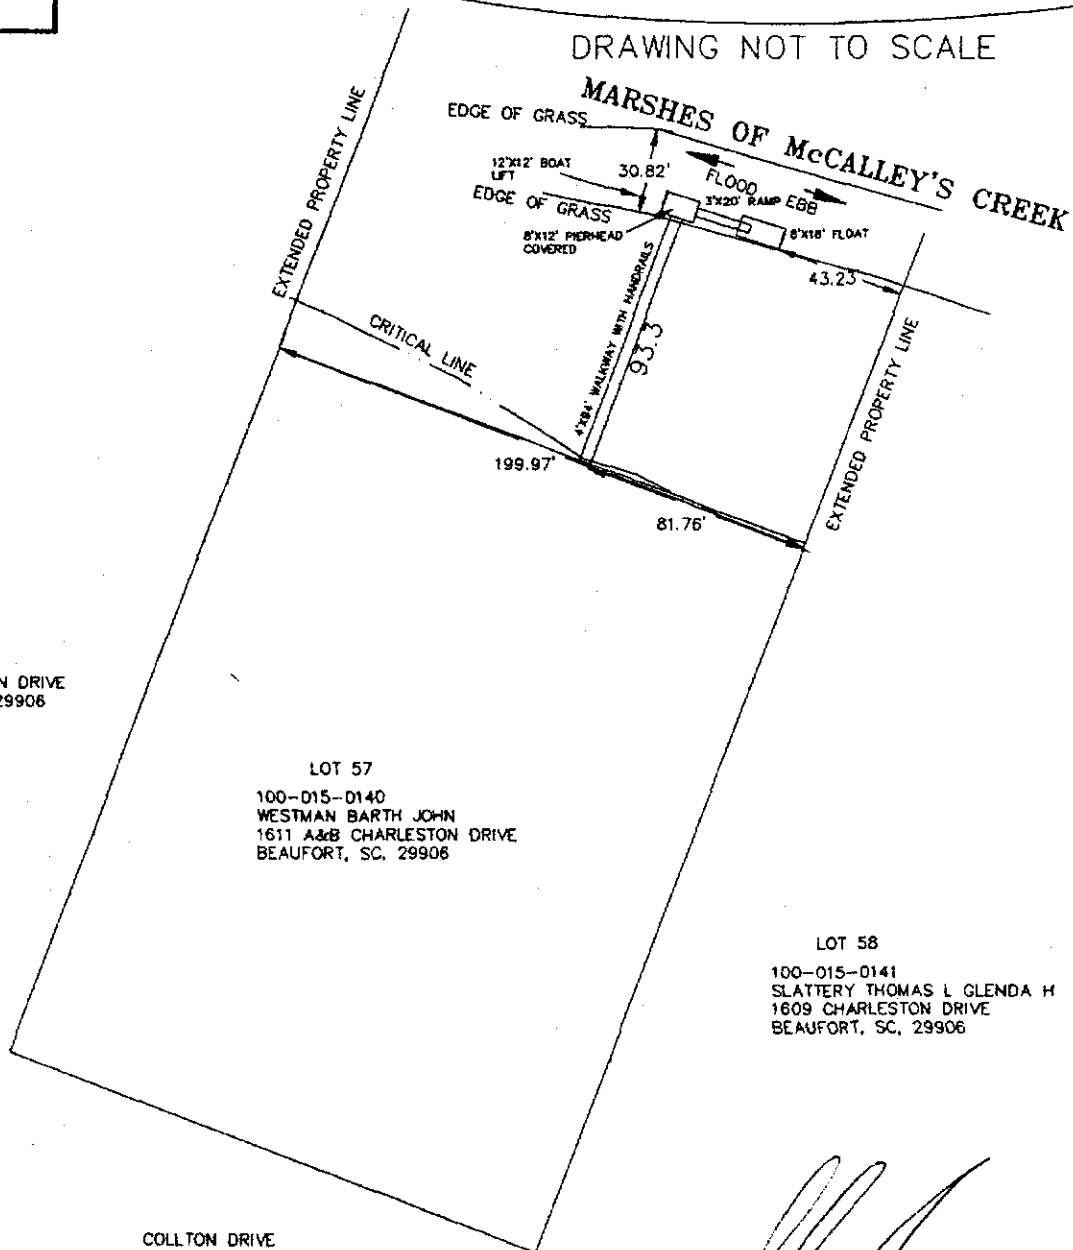 DRAWING NOT TO SCALE
MARSHES OF McCALLEY'S CREEK
EDGE OF GRASS
30.82'
FLOOD
EBB
12'X12' BOAT
LIFT
EDGE OF GRASS
3'X20' RAMP
8'X12' PIERHEAD
COVERED
8'X18' FLOAT
43.23
EXTENDED PROPERTY LINE
CRITICAL LINE
4'X94' WALKWAY WITH HANDRAILS
93.3
EXTENDED PROPERTY LINE
199.97'
81.76'
N DRIVE
29906
LOT 57
100-015-0140
WESTMAN BARTH JOHN
1611 A&B CHARLESTON DRIVE
BEAUFORT, SC, 29906
LOT 58
100-015-0141
SLATTERY THOMAS L GLENDA H
1609 CHARLESTON DRIVE
BEAUFORT, SC, 29906
COLLTON DRIVE